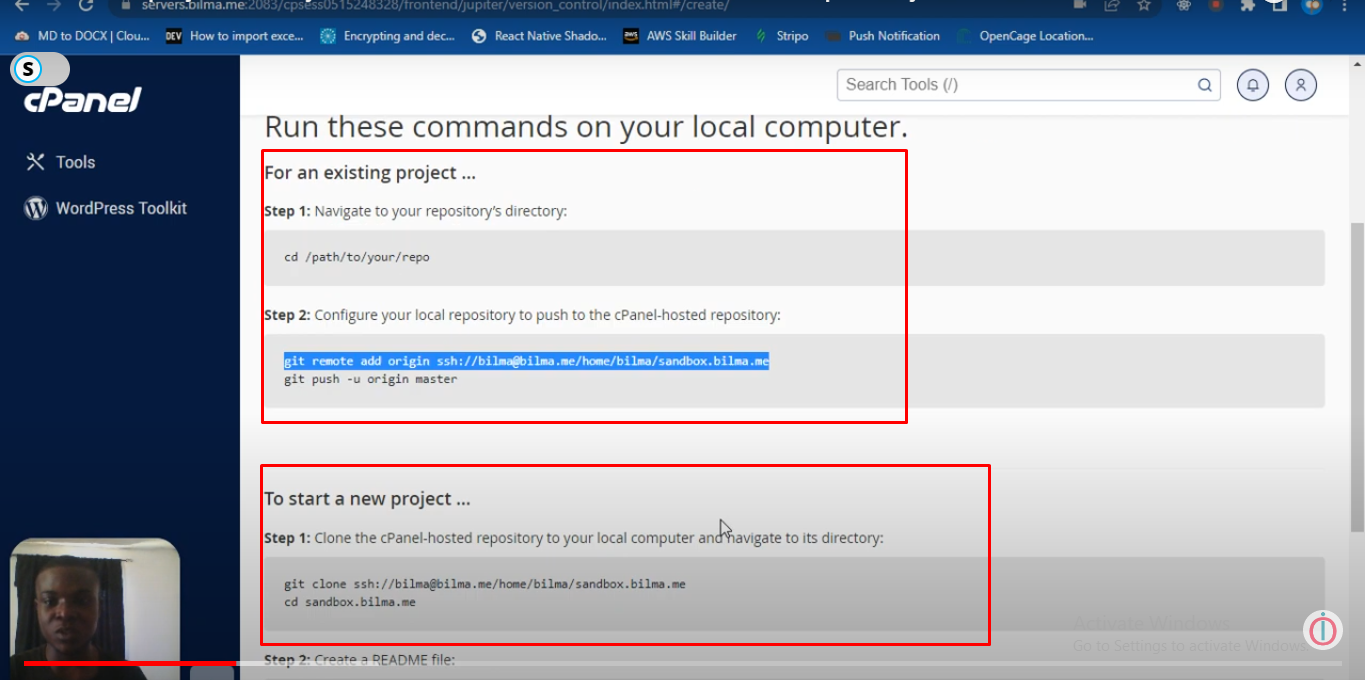 servers.bilma.me:2083/cpsess0515248328/frontend/jupiter/version_control/index.html#/create/
MD to DOCX | Clou...
DEV How to import exce...
Encrypting and dec...
React Native Shado...
aws AWS Skill Builder
Stripo
Push Notification
OpenCage Location...
S
cPanel
Search Tools (/)
Tools
WordPress Toolkit
Run these commands on your local computer.
For an existing project ...
Step 1: Navigate to your repository’s directory:
cd /path/to/your/repo
Step 2: Configure your local repository to push to the cPanel-hosted repository:
git remote add origin ssh://bilma@bilma.me/home/bilma/sandbox.bilma.me
git push -u origin master
To start a new project ...
Step 1: Clone the cPanel-hosted repository to your local computer and navigate to its directory:
git clone ssh://bilma@bilma.me/home/bilma/sandbox.bilma.me
cd sandbox.bilma.me
Activate Windows
Go to Settings to activate Windows.
Step 2: Create a README file: